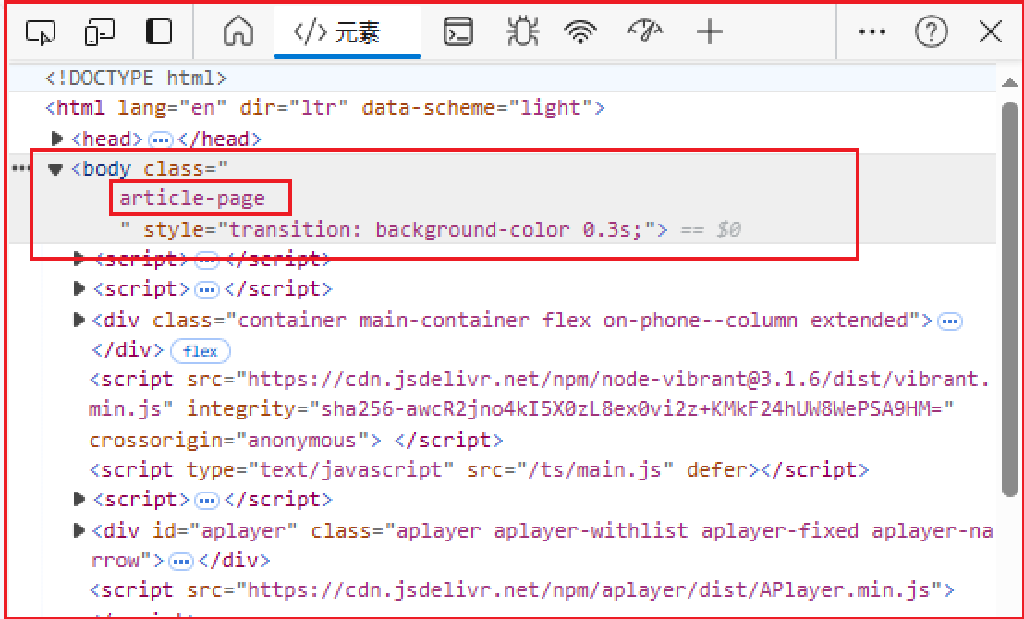 </> 元素
<!DOCTYPE html>
<html lang="en" dir="ltr" data-scheme="light">
<head> … </head>
<body class="
article-page
" style="transition: background-color 0.3s;"> == $0
<script> … </script>
<script> … </script>
<div class="container main-container flex on-phone--column extended"> …
</div> flex
<script src="https://cdn.jsdelivr.net/npm/node-vibrant@3.1.6/dist/vibrant.
min.js" integrity="sha256-awcR2jno4kI5X0zL8ex0vi2z+KMkF24hUW8WePSA9HM="
crossorigin="anonymous"> </script>
<script type="text/javascript" src="/ts/main.js" defer></script>
<script> … </script>
<div id="aplayer" class="aplayer aplayer-withlist aplayer-fixed aplayer-na
rrow"> … </div>
<script src="https://cdn.jsdelivr.net/npm/aplayer/dist/APlayer.min.js">